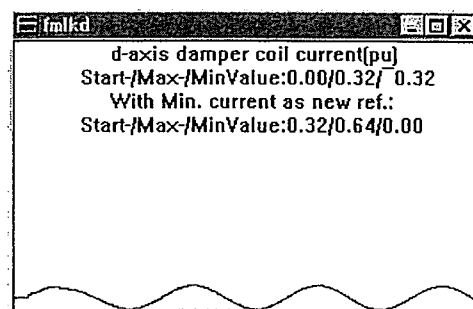 fmlkd
d-axis damper coil current(pu)
Start-/Max-/MinValue:0.00/0.32/¯0.32
With Min. current as new ref.:
Start-/Max-/MinValue:0.32/0.64/0.00